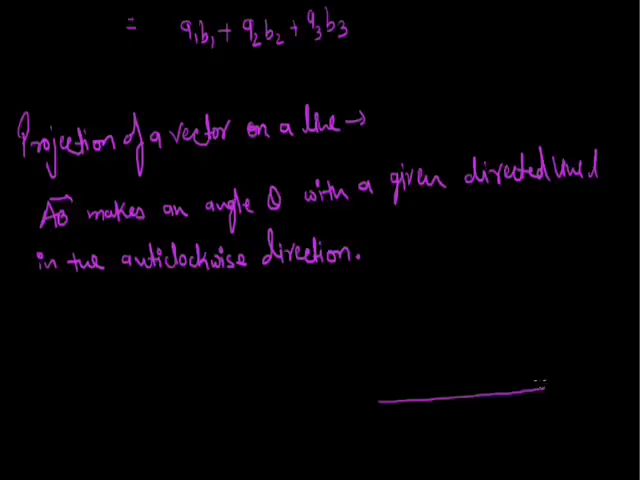 = a₁b₁ + a₂b₂ + a₃b₃
Projection of a vector on a line →
AB⃗ makes an angle θ with a given directed line l
in the anticlockwise direction.